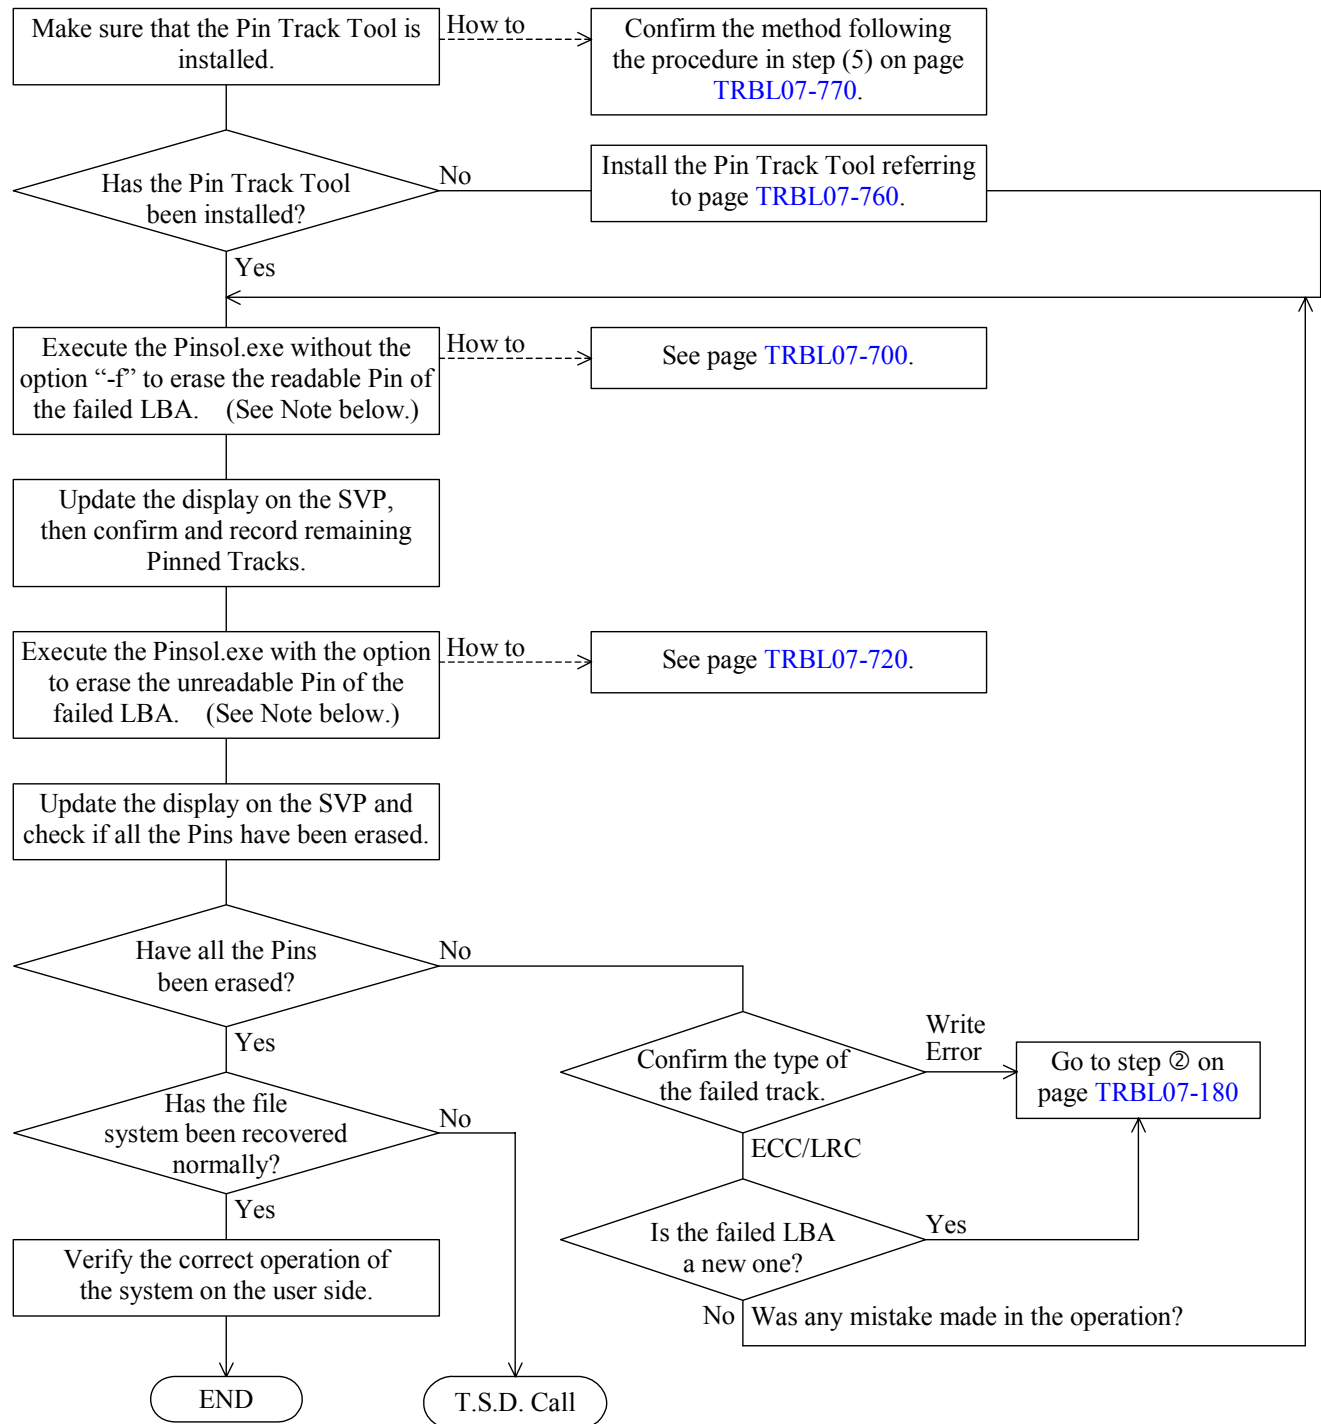 Make sure that the Pin Track Tool is
installed.
How to
Confirm the method following
the procedure in step (5) on page
TRBL07-770.
Has the Pin Track Tool
been installed?
No
Install the Pin Track Tool referring
to page TRBL07-760.
Yes
Execute the Pinsol.exe without the
option “-f” to erase the readable Pin of
the failed LBA. (See Note below.)
How to
See page TRBL07-700.
Update the display on the SVP,
then confirm and record remaining
Pinned Tracks.
Execute the Pinsol.exe with the option
to erase the unreadable Pin of the
failed LBA. (See Note below.)
How to
See page TRBL07-720.
Update the display on the SVP and
check if all the Pins have been erased.
Have all the Pins
been erased?
No
Yes
Confirm the type of
the failed track.
Write
Error
Go to step ② on
page TRBL07-180
Has the file
system been recovered
normally?
No
ECC/LRC
Yes
Is the failed LBA
a new one?
Yes
Verify the correct operation of
the system on the user side.
No
Was any mistake made in the operation?
END
T.S.D. Call